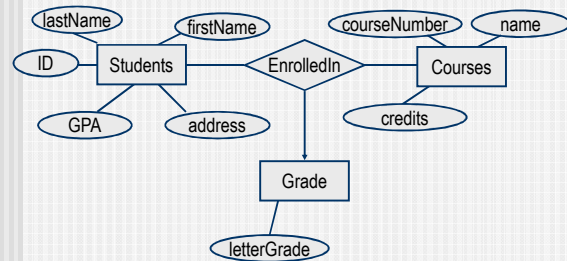 lastName
firstName
courseNumber
name
ID
Students
EnrolledIn
Courses
GPA
address
credits
Grade
letterGrade